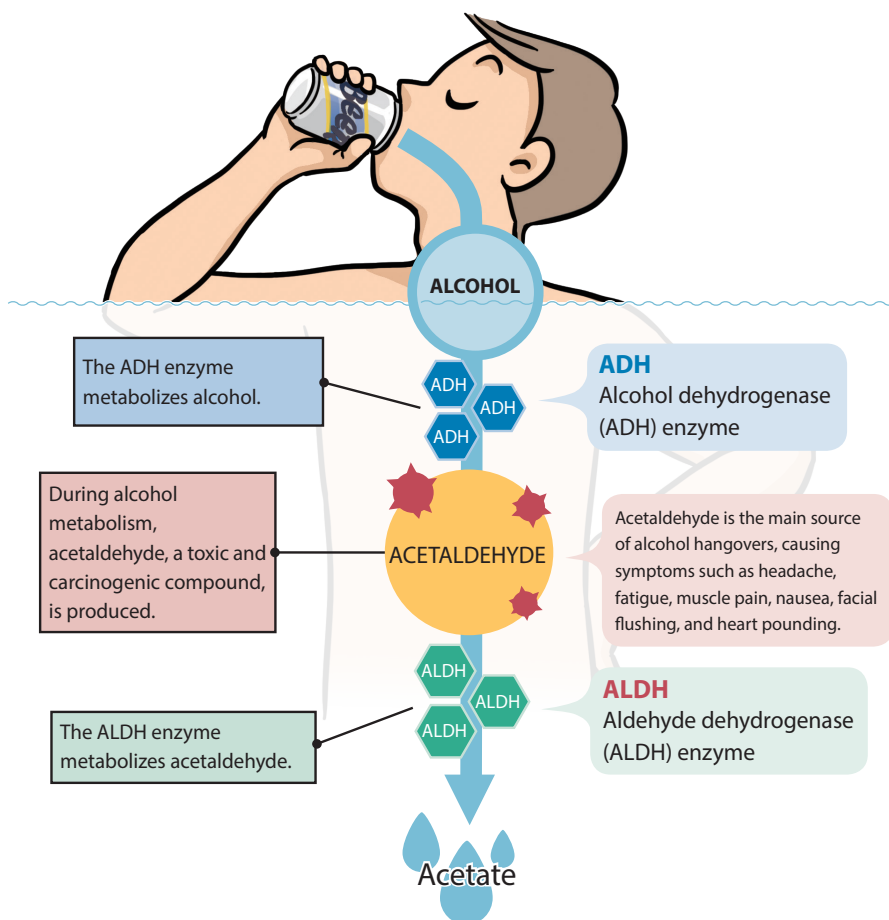 Beer
ALCOHOL
The ADH enzyme
metabolizes alcohol.
ADH
ADH
ADH
ADH
Alcohol dehydrogenase
(ADH) enzyme
During alcohol
metabolism,
acetaldehyde, a toxic and
carcinogenic compound,
is produced.
ACETALDEHYDE
Acetaldehyde is the main source
of alcohol hangovers, causing
symptoms such as headache,
fatigue, muscle pain, nausea, facial
flushing, and heart pounding.
The ALDH enzyme
metabolizes acetaldehyde.
ALDH
ALDH
ALDH
ALDH
Aldehyde dehydrogenase
(ALDH) enzyme
Acetate